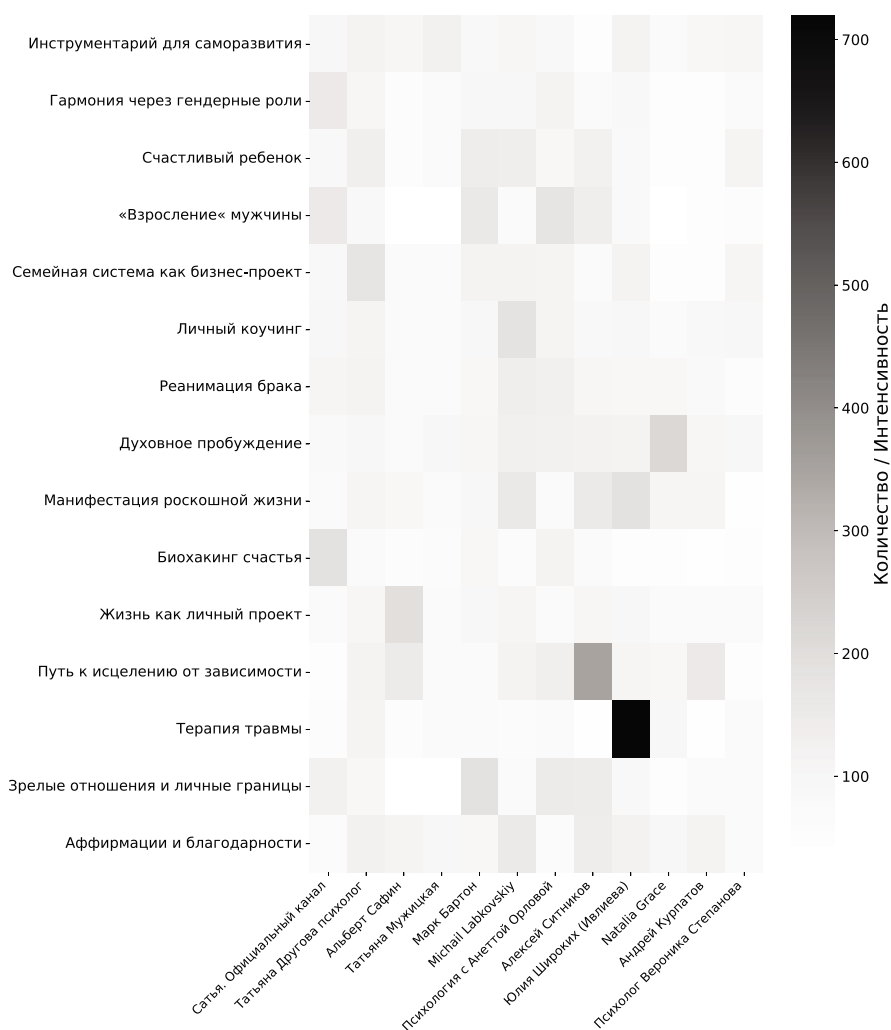 Инструментарий для саморазвития
Гармония через гендерные роли
Счастливый ребенок
«Взросление« мужчины
Семейная система как бизнес-проект
Личный коучинг
Реанимация брака
Духовное пробуждение
Манифестация роскошной жизни
Биохакинг счастья
Жизнь как личный проект
Путь к исцелению от зависимости
Терапия травмы
Зрелые отношения и личные границы
Аффирмации и благодарности
Сатья. Официальный канал
Татьяна Другова психолог
Альберт Сафин
Татьяна Мужицкая
Марк Бартон
Michail Labkovskiy
Психология с Анеттой Орловой
Алексей Ситников
Юлия Широких (Ивлиева)
Natalia Grace
Андрей Курпатов
Психолог Вероника Степанова
700
600
500
400
300
200
100
Количество / Интенсивность